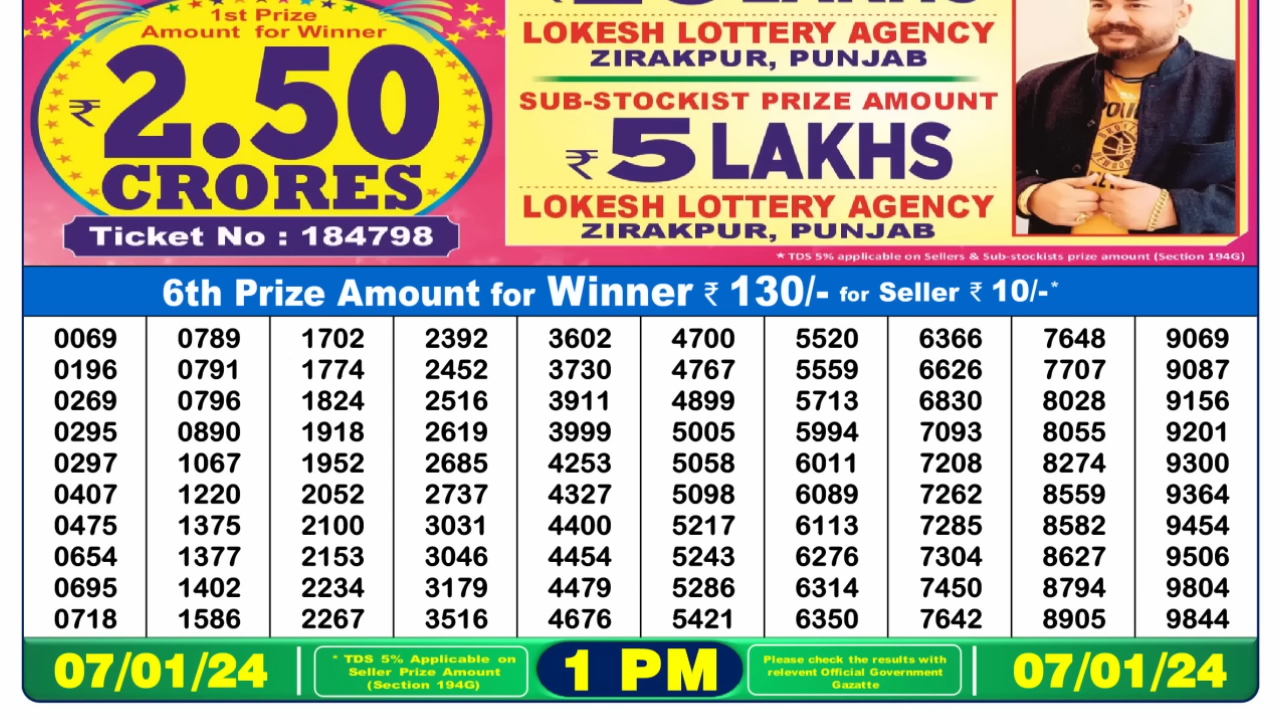 1st Prize
Amount for Winner
₹ 2.50
CRORES
Ticket No : 184798
LOKESH LOTTERY AGENCY
ZIRAKPUR, PUNJAB
SUB-STOCKIST PRIZE AMOUNT
₹ 5 LAKHS
LOKESH LOTTERY AGENCY
ZIRAKPUR, PUNJAB
* TDS 5% applicable on Sellers & Sub-stockists prize amount (Section 194G)
6th Prize Amount for Winner ₹ 130/- for Seller ₹ 10/-*
0069 0789 1702 2392 3602 4700 5520 6366 7648 9069
0196 0791 1774 2452 3730 4767 5559 6626 7707 9087
0269 0796 1824 2516 3911 4899 5713 6830 8028 9156
0295 0890 1918 2619 3999 5005 5994 7093 8055 9201
0297 1067 1952 2685 4253 5058 6011 7208 8274 9300
0407 1220 2052 2737 4327 5098 6089 7262 8559 9364
0475 1375 2100 3031 4400 5217 6113 7285 8582 9454
0654 1377 2153 3046 4454 5243 6276 7304 8627 9506
0695 1402 2234 3179 4479 5286 6314 7450 8794 9804
0718 1586 2267 3516 4676 5421 6350 7642 8905 9844
07/01/24
* TDS 5% Applicable on
Seller Prize Amount
(Section 194G)
1 PM
Please check the results with
relevent Official Government
Gazatte
07/01/24